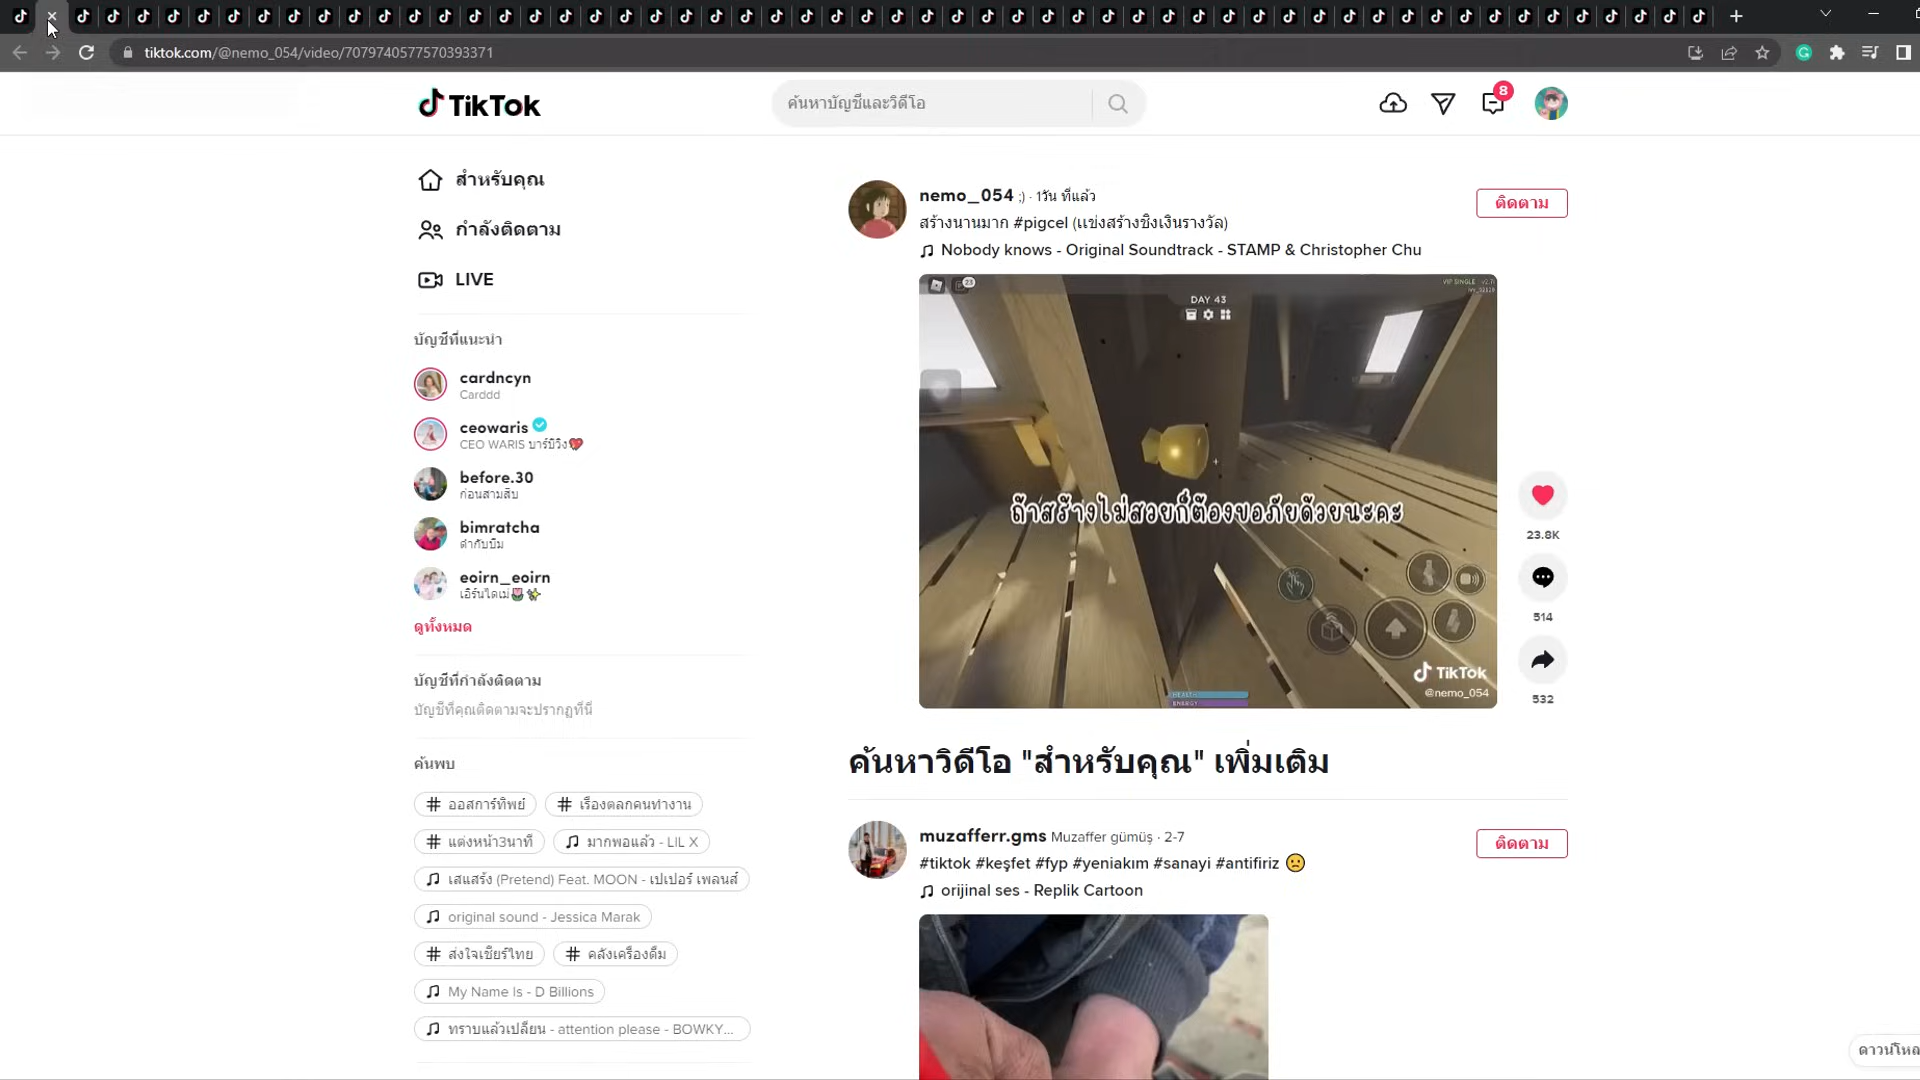 tiktok.com/@nemo_054/video/7079740577570393371
TikTok
ค้นหาบัญชีและวิดีโอ
8
สำหรับคุณ
กำลังติดตาม
LIVE
บัญชีที่แนะนำ
cardncyn
Carddd
ceowaris
CEO WARIS บาร์บีวิง
before.30
ก่อนสามสิบ
bimratcha
ดำกับบิ๋ม
eoirn_eoirn
ดูทั้งหมด
บัญชีที่กำลังติดตาม
บัญชีที่คุณติดตามจะปรากฏที่นี่
ค้นพบ
# ออสการ์ทิพย์
# เรื่องตลกคนทำงาน
# แต่งหน้า3นาที
มากพอแล้ว - LIL X
เสแสร้ง (Pretend) Feat. MOON - เปเปอร์ เพลนส์
original sound - Jessica Marak
# ส่งใจเชียร์ไทย
# คลังเครื่องดื่ม
My Name Is - D Billions
ทราบแล้วเปลี่ยน - attention please - BOWKY...
nemo_054 ;) · 1วัน ที่แล้ว
สร้างนานมาก #pigcel (แข่งสร้างชิงเงินรางวัล)
Nobody knows - Original Soundtrack - STAMP & Christopher Chu
ติดตาม
23
DAY 43
VIP SINGLE
ถ้าสร้างไม่สวยก็ต้องขอภัยด้วยนะคะ
HEALTH
ENERGY
TikTok
@nemo_054
23.8K
514
532
ค้นหาวิดีโอ "สำหรับคุณ" เพิ่มเติม
muzafferr.gms Muzaffer gümüş · 2-7
#tiktok #keşfet #fyp #yeniakım #sanayi #antifiriz
orijinal ses - Replik Cartoon
ติดตาม